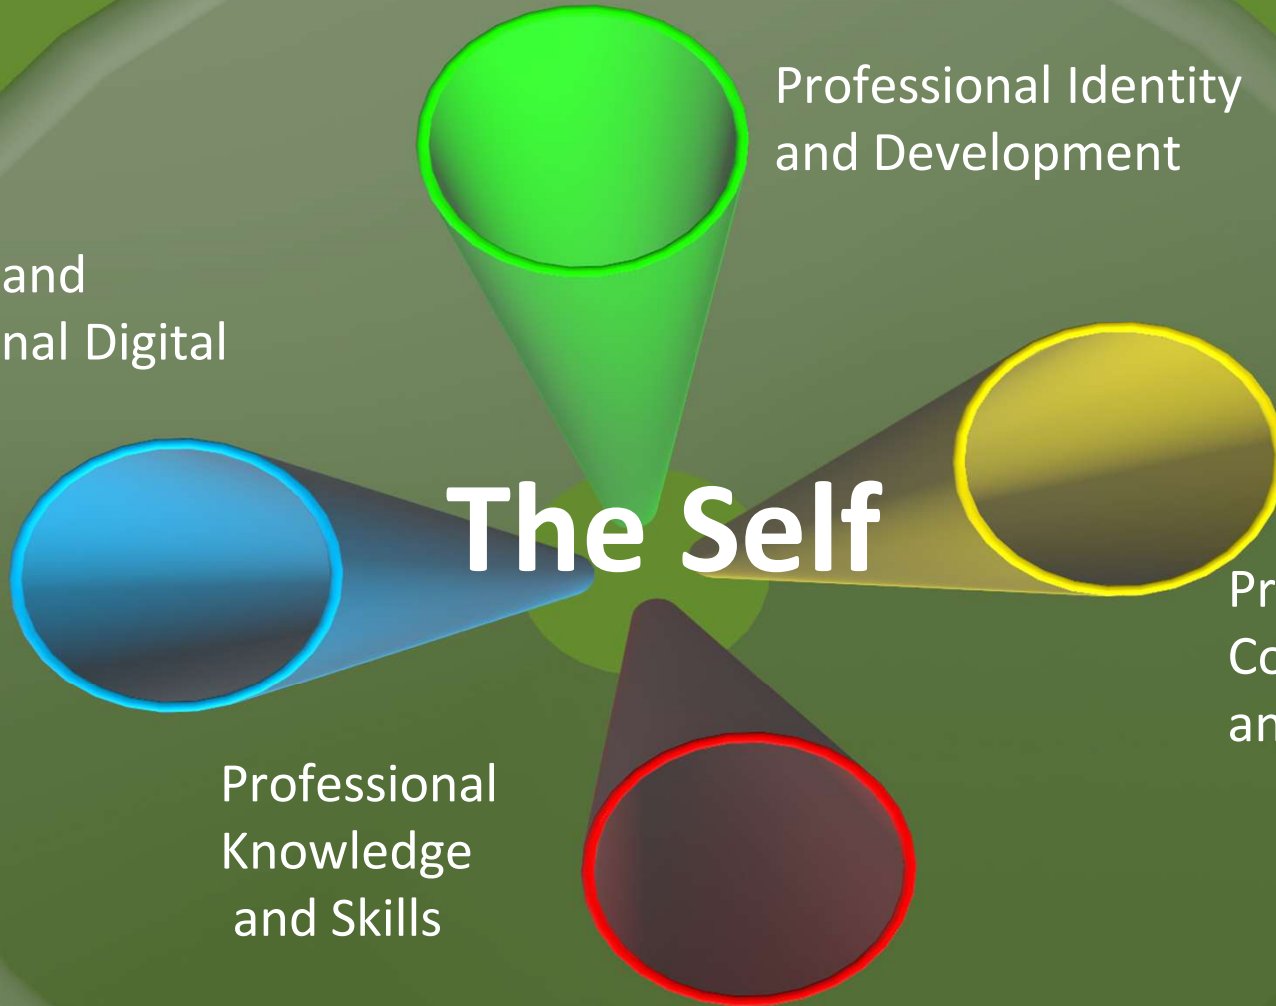 Professional Identity
and Development
and
nal Digital
The Self
Pr
Co
an
Professional
Knowledge
and Skills